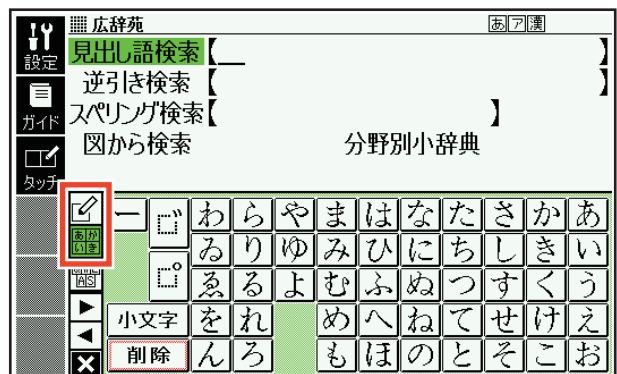 広辞苑 あア漢
設定
見出し語検索【 】
逆引き検索【 】
ガイド
スペリング検索【 】
図から検索 分野別小辞典
タッチ
ー ゛ わ ら や ま は な た さ か あ
あか
いき
ゐ り ゆ み ひ に ち し き い
AS
゜ ゑ る よ む ふ ぬ つ す く う
▶
小文字 を れ め へ ね て せ け え
◀
X 削除 ん ろ も ほ の と そ こ お